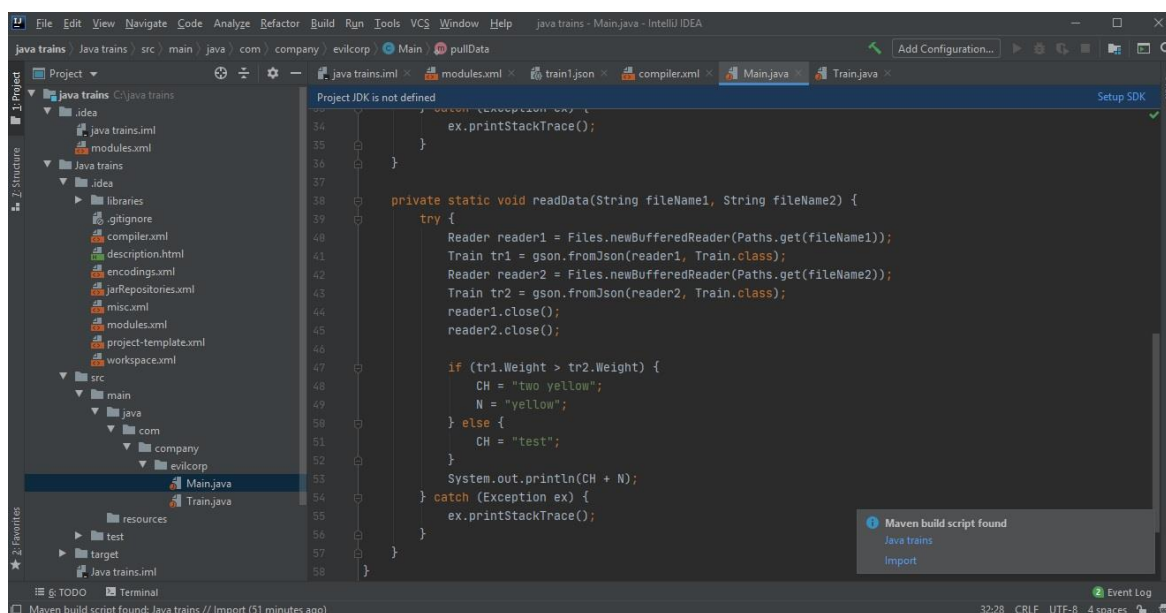 File Edit View Navigate Code Analyze Refactor Build Run Tools VCS Window Help java trains - Main.java - IntelliJ IDEA
java trains Java trains src main java com company evilcorp Main pullData Add Configuration...
Project
java trains.iml modules.xml train1.json compiler.xml Main.java Train.java
1: Project
7: Structure
2: Favorites
java trains C:\java trains
.idea
java trains.iml
modules.xml
Java trains
.idea
libraries
.gitignore
compiler.xml
description.html
encodings.xml
jarRepositories.xml
misc.xml
modules.xml
project-template.xml
workspace.xml
src
main
java
com
company
evilcorp
Main.java
Train.java
resources
test
target
Java trains.iml
Project JDK is not defined Setup SDK
34 ex.printStackTrace();
35 }
36 }
37
38 private static void readData(String fileName1, String fileName2) {
39 try {
40 Reader reader1 = Files.newBufferedReader(Paths.get(fileName1));
41 Train tr1 = gson.fromJson(reader1, Train.class);
42 Reader reader2 = Files.newBufferedReader(Paths.get(fileName2));
43 Train tr2 = gson.fromJson(reader2, Train.class);
44 reader1.close();
45 reader2.close();
46
47 if (tr1.Weight > tr2.Weight) {
48 CH = "two yellow";
49 N = "yellow";
50 } else {
51 CH = "test";
52 }
53 System.out.println(CH + N);
54 } catch (Exception ex) {
55 ex.printStackTrace();
56 }
57 }
58 }
Maven build script found
Java trains
Import
6: TODO Terminal 2 Event Log
Maven build script found: Java trains // Import (51 minutes ago) 32:28 CRLF UTF-8 4 spaces